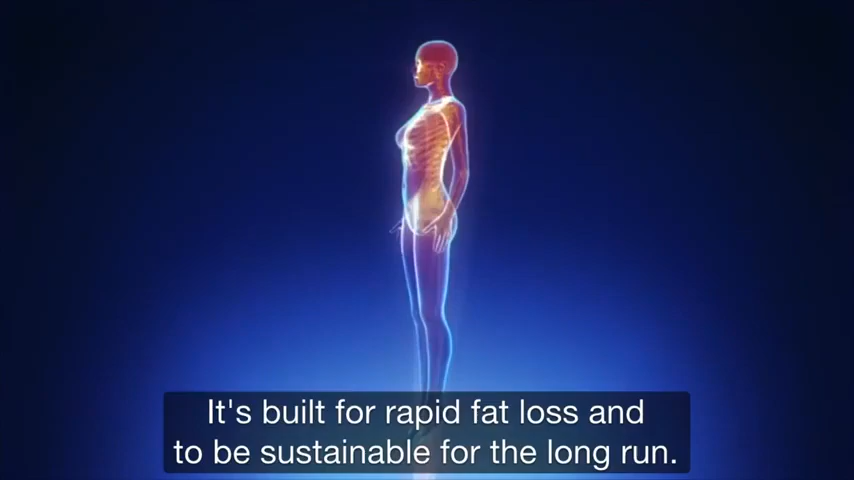 It's built for rapid fat loss and
to be sustainable for the long run.